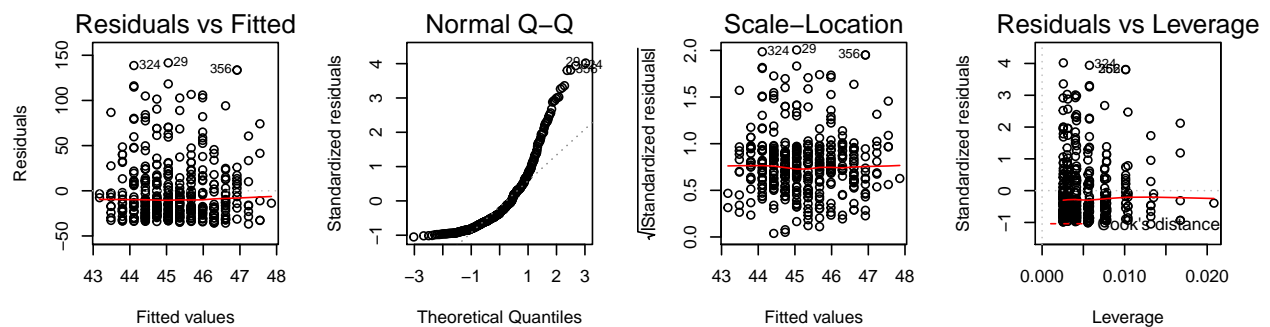 Residuals vs Fitted
Residuals
−50 0 50 100 150
324 29 356
43 44 45 46 47 48
Fitted values
Normal Q−Q
Standardized residuals
−1 0 1 2 3 4
−3 −1 1 2 3
Theoretical Quantiles
Scale−Location
√|Standardized residuals|
0.0 0.5 1.0 1.5 2.0
324 29 356
43 44 45 46 47 48
Fitted values
Residuals vs Leverage
Standardized residuals
−1 0 1 2 3 4
324
Cook's distance
0.000 0.010 0.020
Leverage